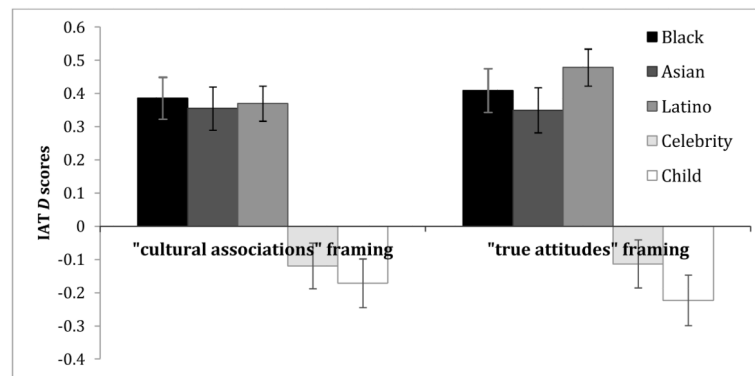 0.6
0.5
0.4
0.3
0.2
0.1
0
-0.1
-0.2
-0.3
-0.4
IAT D scores
"cultural associations" framing
"true attitudes" framing
Black
Asian
Latino
Celebrity
Child